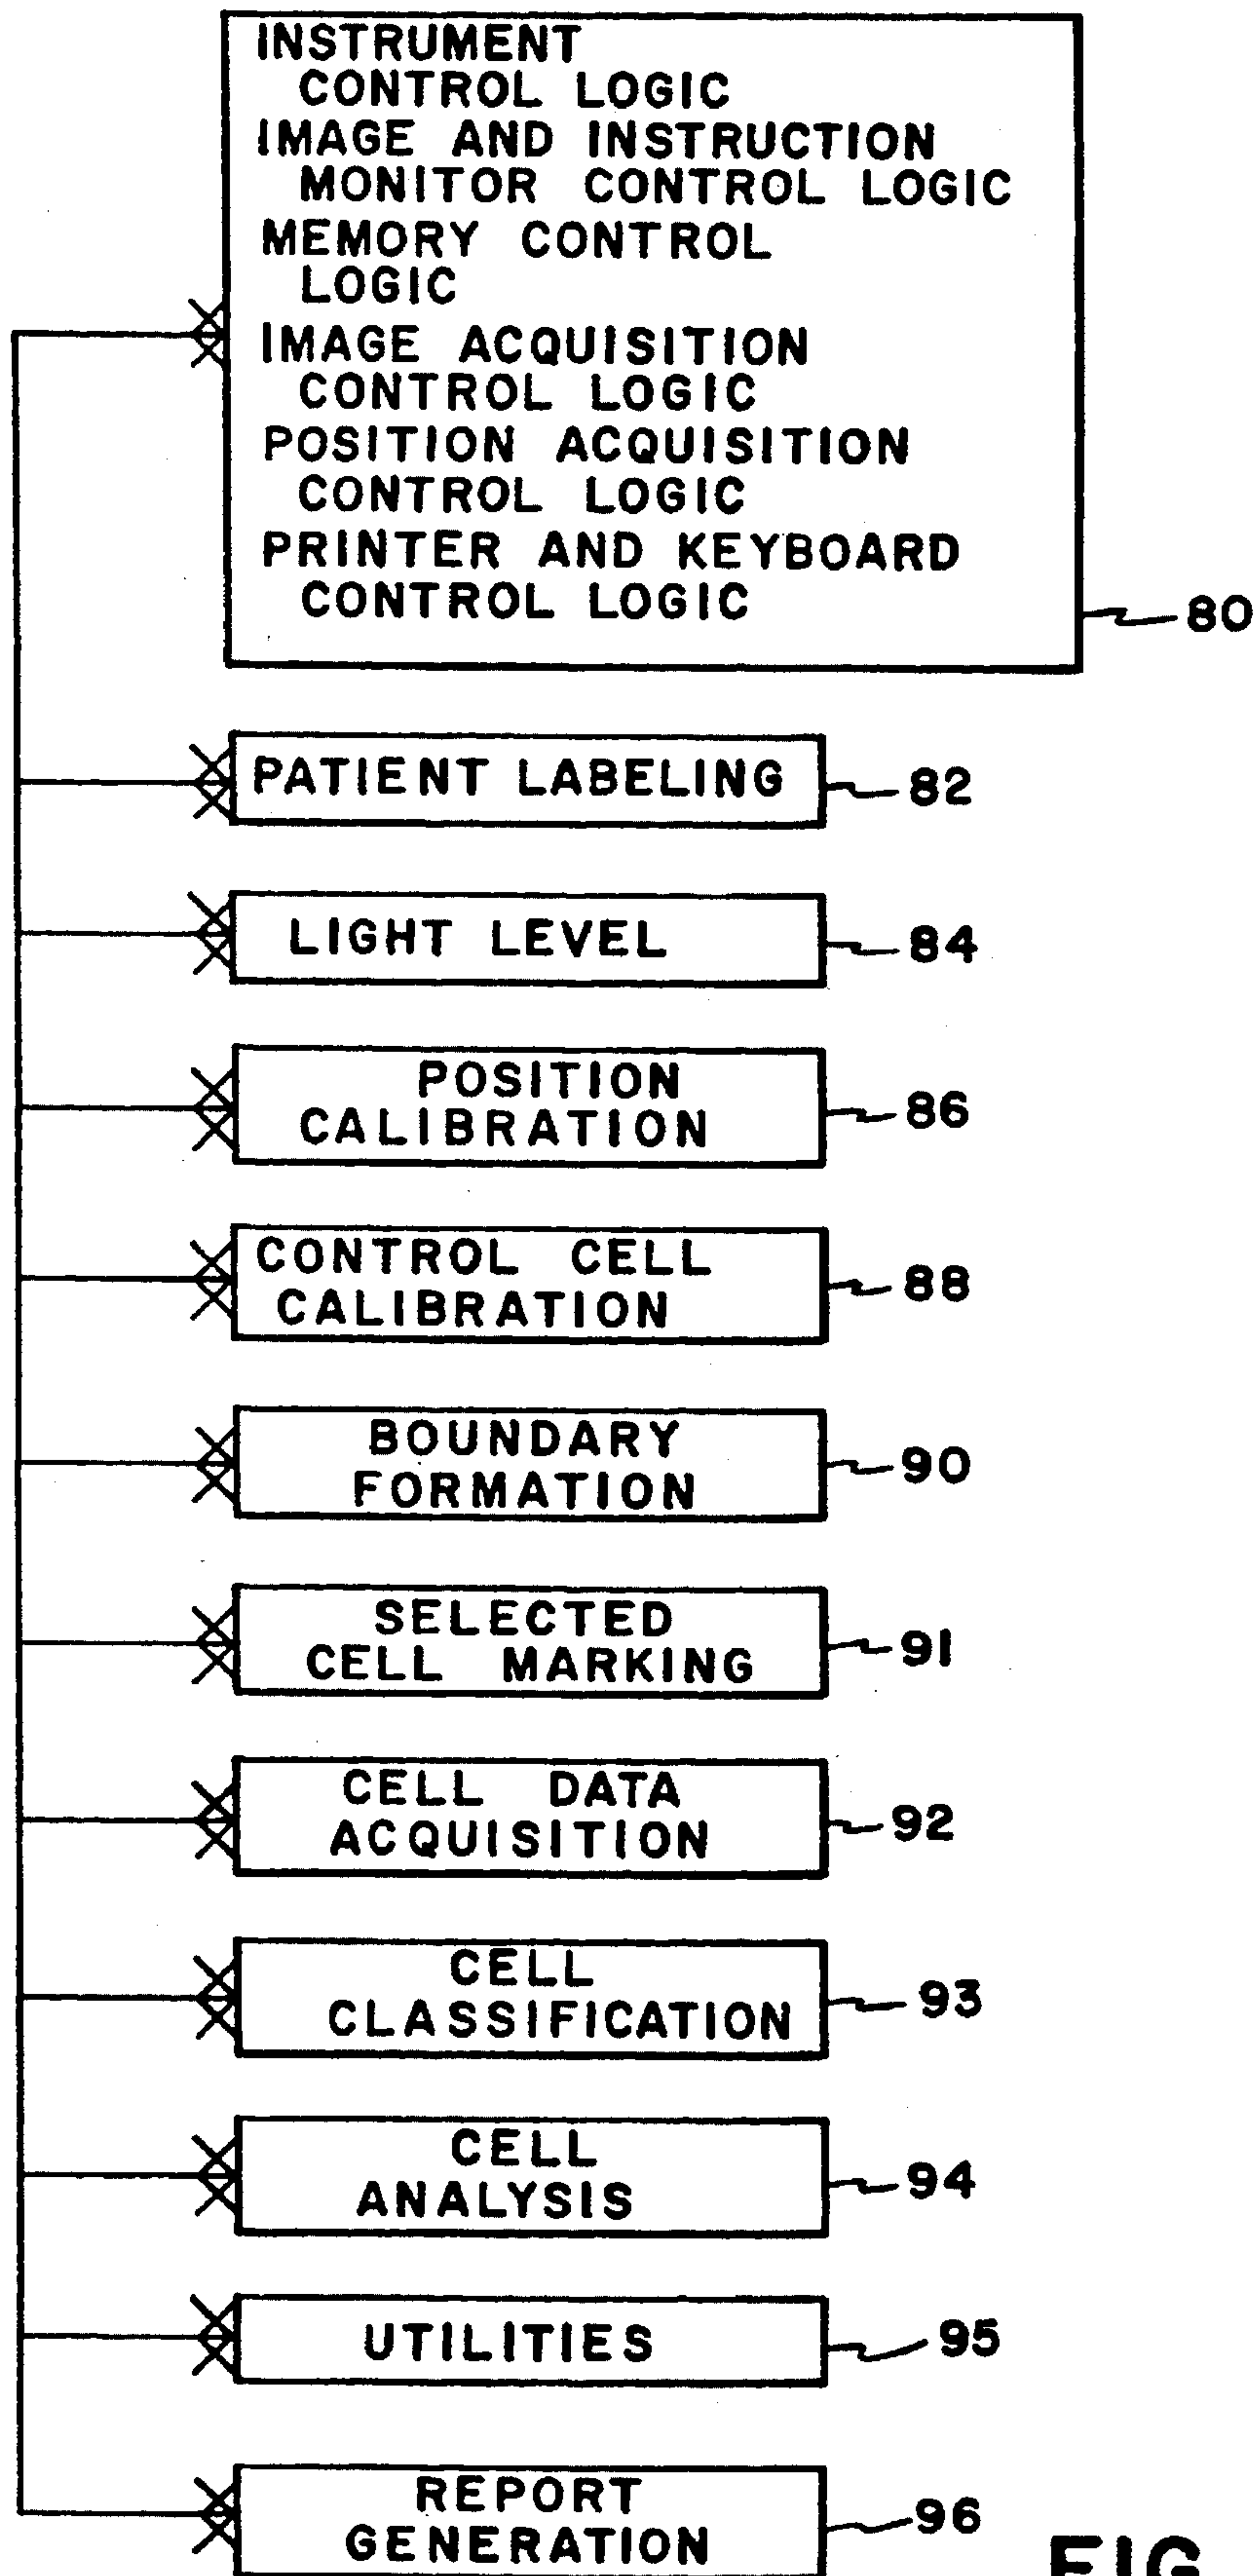 INSTRUMENT
CONTROL LOGIC
IMAGE AND INSTRUCTION
MONITOR CONTROL LOGIC
MEMORY CONTROL
LOGIC
IMAGE ACQUISITION
CONTROL LOGIC
POSITION ACQUISITION
CONTROL LOGIC
PRINTER AND KEYBOARD
CONTROL LOGIC
80
PATIENT LABELING
82
LIGHT LEVEL
84
POSITION
CALIBRATION
86
CONTROL CELL
CALIBRATION
88
BOUNDARY
FORMATION
90
SELECTED
CELL MARKING
91
CELL DATA
ACQUISITION
92
CELL
CLASSIFICATION
93
CELL
ANALYSIS
94
UTILITIES
95
REPORT
GENERATION
96
FIG